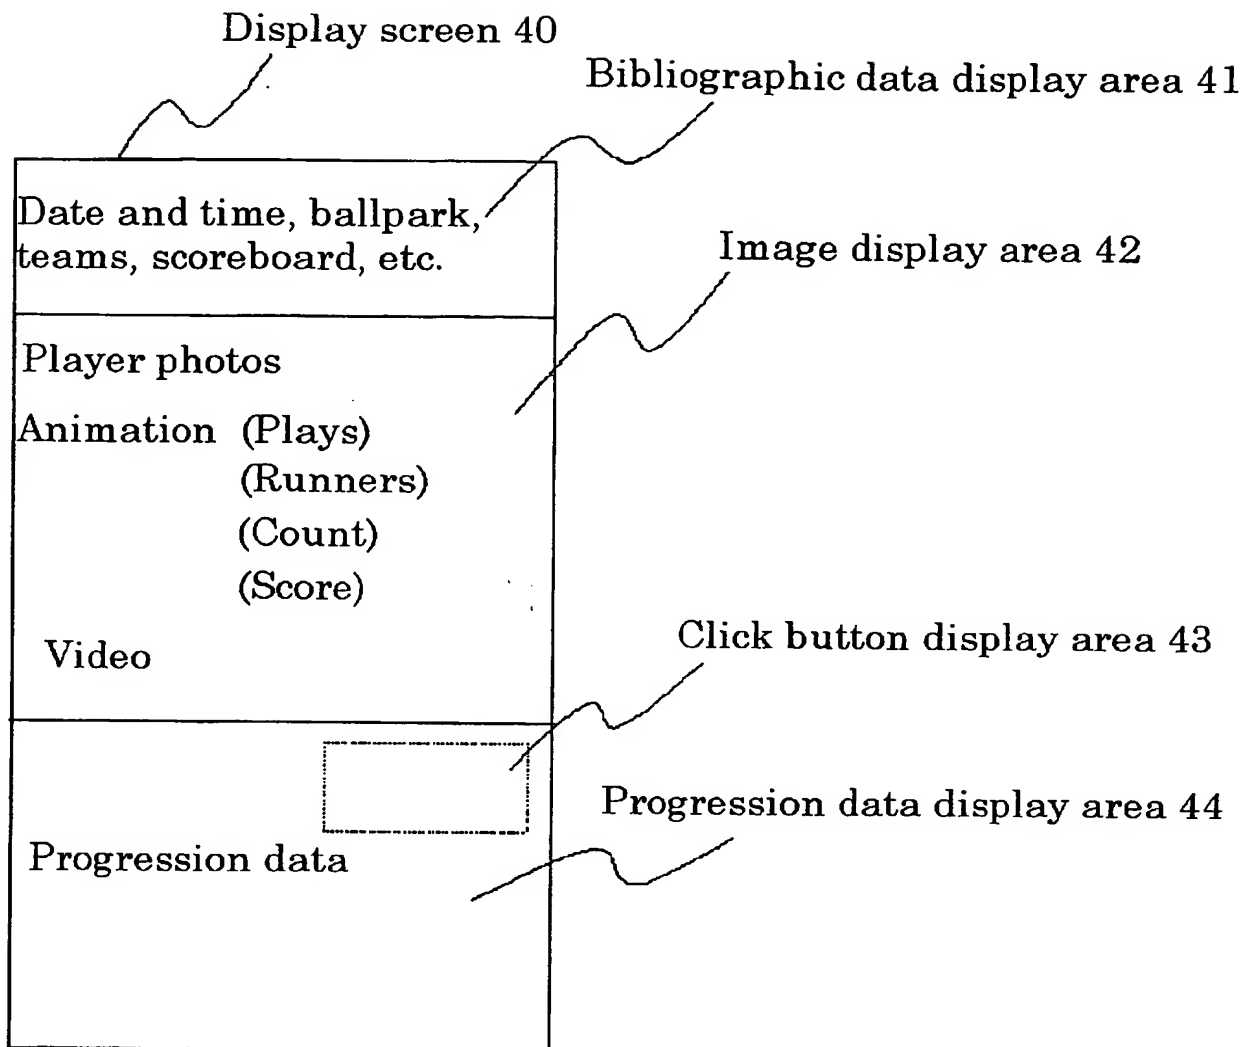 Display screen 40
Bibliographic data display area 41
Date and time, ballpark,
teams, scoreboard, etc.
Image display area 42
Player photos
Animation (Plays)
(Runners)
(Count)
(Score)
Video
Click button display area 43
Progression data display area 44
Progression data